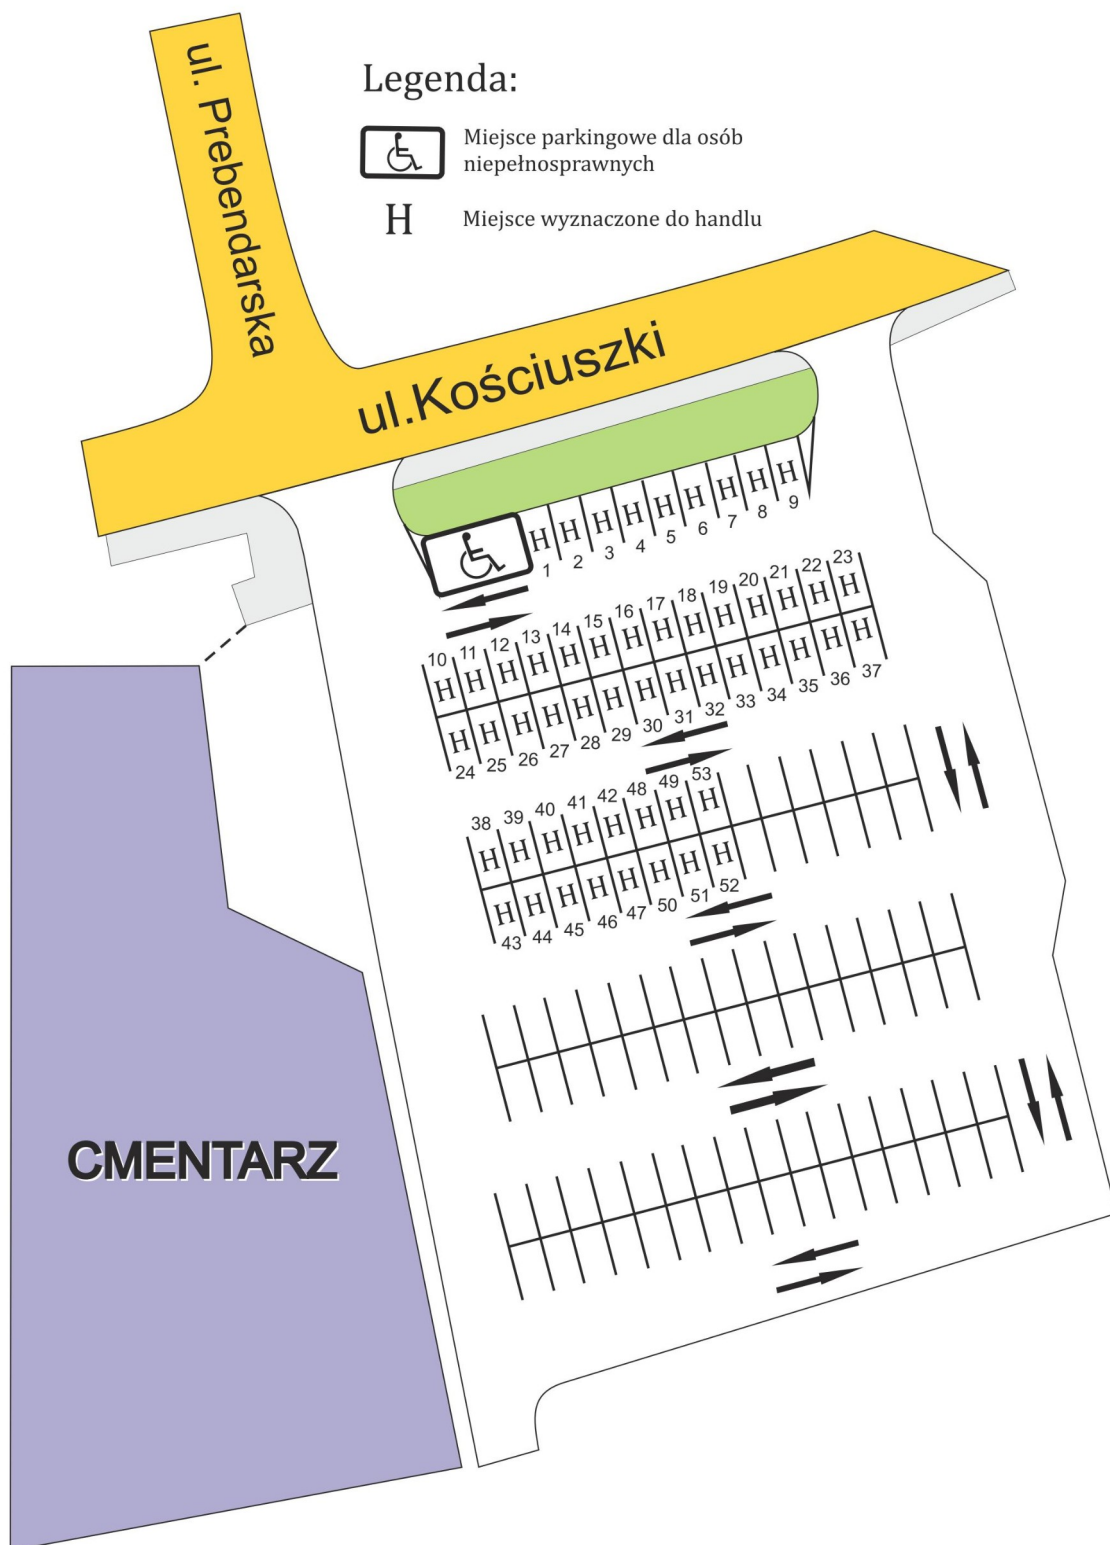 ul. Prebendarska
Legenda:
Miejsce parkingowe dla osób
niepełnosprawnych
H Miejsce wyznaczone do handlu
ul.Kościuszki
H H H H H H H H H
1 2 3 4 5 6 7 8 9
10 11 12 13 14 15 16 17 18 19 20 21 22 23
H H H H H H H H H H H H H H
H H H H H H H H H H H H H H
24 25 26 27 28 29 30 31 32 33 34 35 36 37
38 39 40 41 42 48 49 53
H H H H H H H H
H H H H H H H H
43 44 45 46 47 50 51 52
CMENTARZ